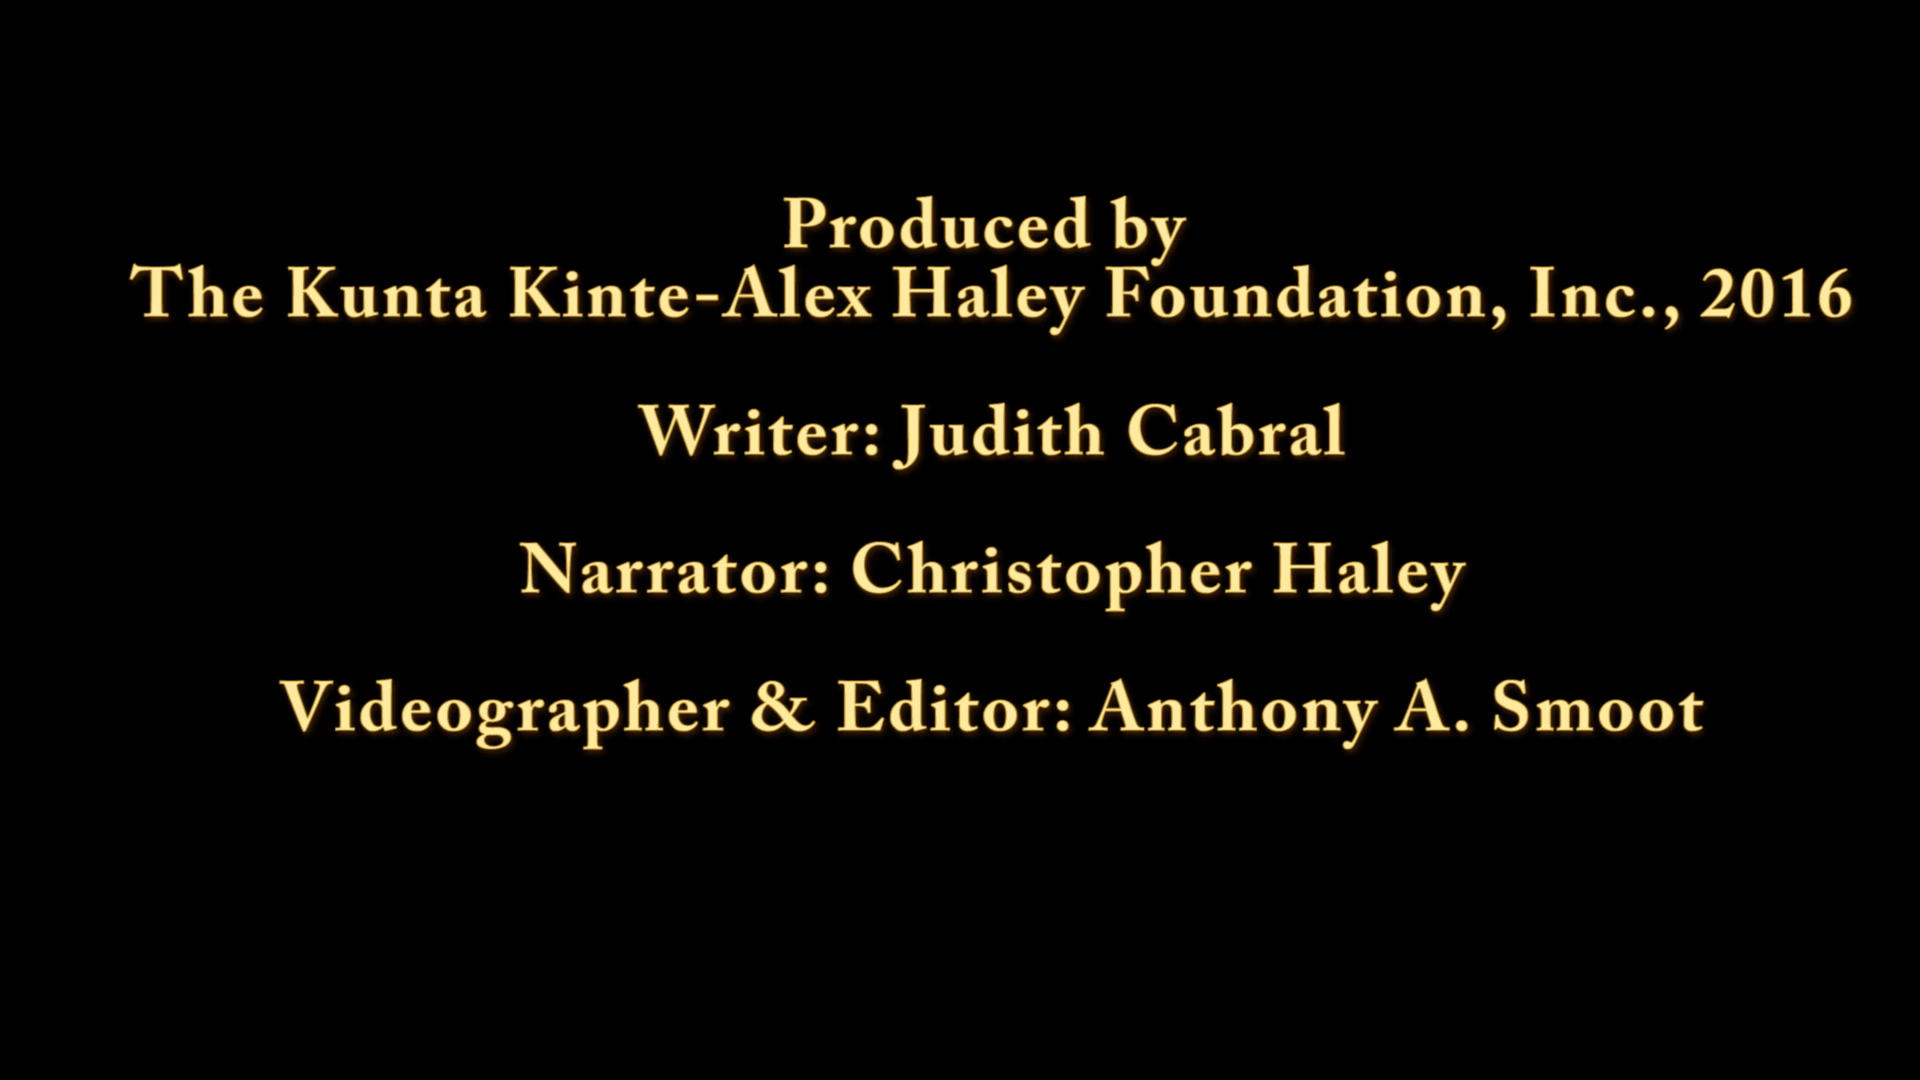 Produced by
The Kunta Kinte-Alex Haley Foundation, Inc., 2016
Writer: Judith Cabral
Narrator: Christopher Haley
Videographer & Editor: Anthony A. Smoot